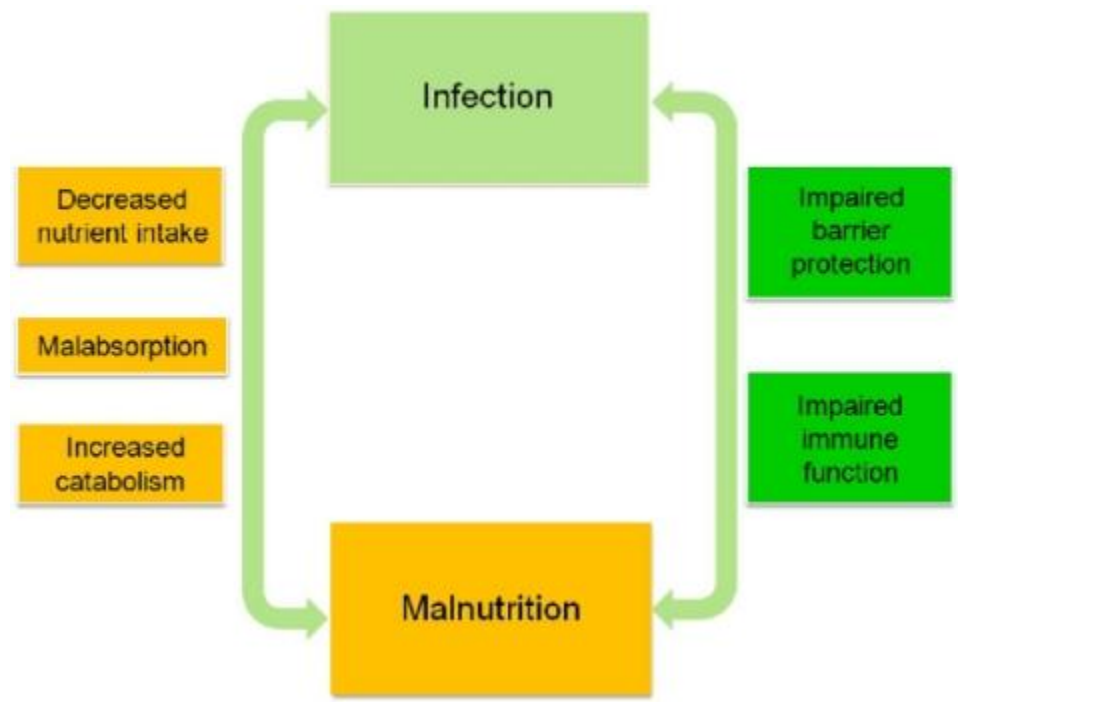 Infection
Decreased
nutrient intake
Malabsorption
Increased
catabolism
Impaired
barrier
protection
Impaired
immune
function
Malnutrition